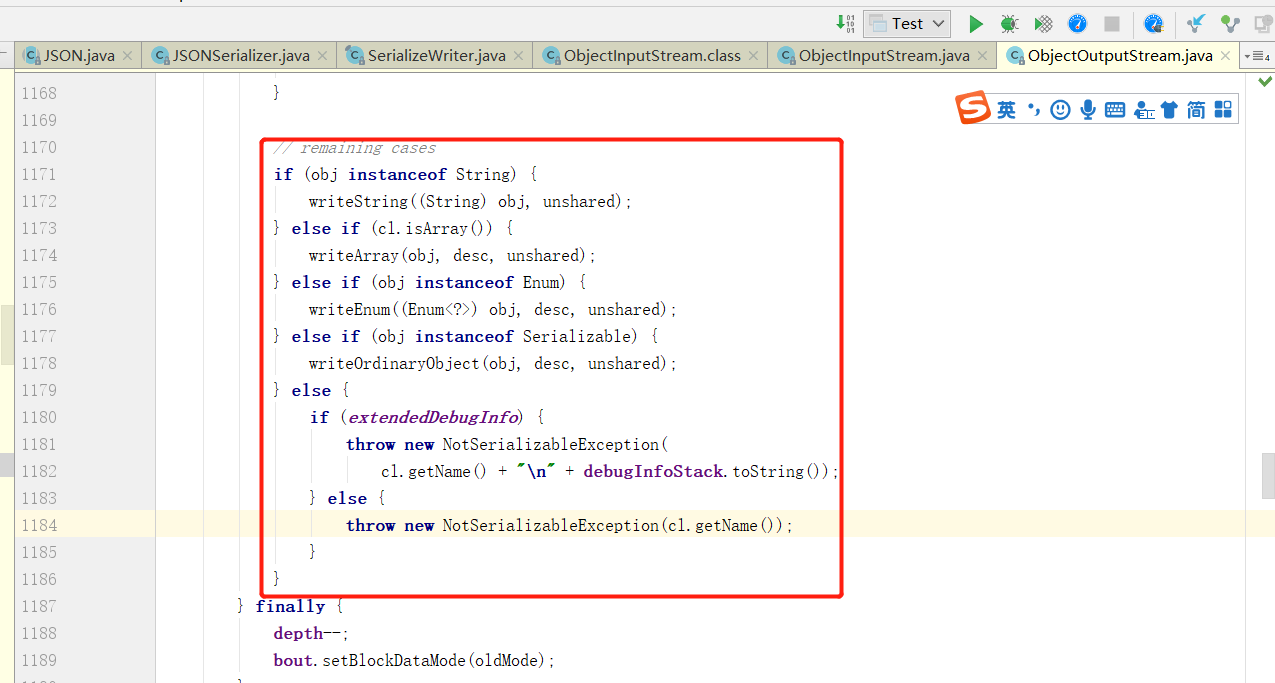 Test
JSON.java JSONSerializer.java SerializeWriter.java ObjectInputStream.class ObjectInputStream.java ObjectOutputStream.java 4
英 简
1168 }
1169
1170 // remaining cases
1171 if (obj instanceof String) {
1172 writeString((String) obj, unshared);
1173 } else if (cl.isArray()) {
1174 writeArray(obj, desc, unshared);
1175 } else if (obj instanceof Enum) {
1176 writeEnum((Enum<?>) obj, desc, unshared);
1177 } else if (obj instanceof Serializable) {
1178 writeOrdinaryObject(obj, desc, unshared);
1179 } else {
1180 if (extendedDebugInfo) {
1181 throw new NotSerializableException(
1182 cl.getName() + "\n" + debugInfoStack.toString());
1183 } else {
1184 throw new NotSerializableException(cl.getName());
1185 }
1186 }
1187 } finally {
1188 depth--;
1189 bout.setBlockDataMode(oldMode);